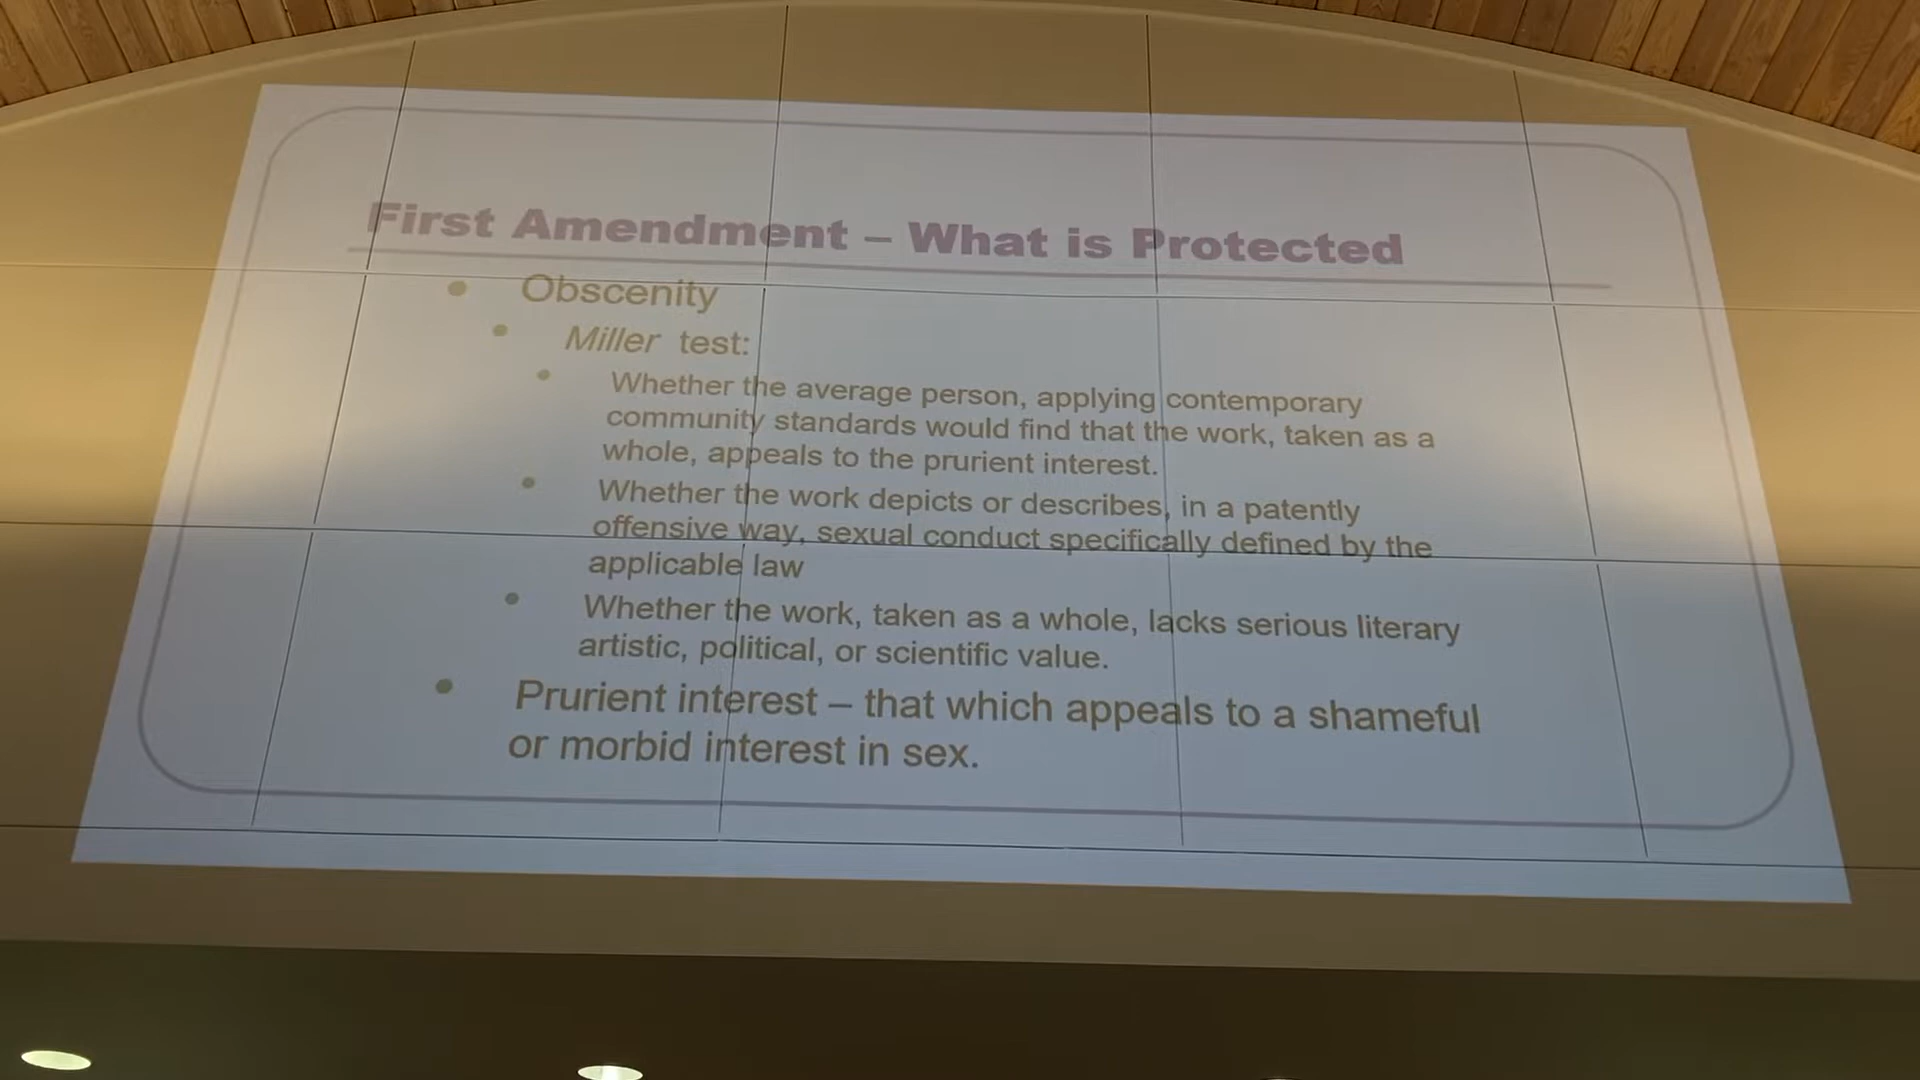 First Amendment – What is Protected
Obscenity
Miller test:
Whether the average person, applying contemporary
community standards would find that the work, taken as a
whole, appeals to the prurient interest.
Whether the work depicts or describes, in a patently
offensive way, sexual conduct specifically defined by the
applicable law
Whether the work, taken as a whole, lacks serious literary
artistic, political, or scientific value.
Prurient interest – that which appeals to a shameful
or morbid interest in sex.